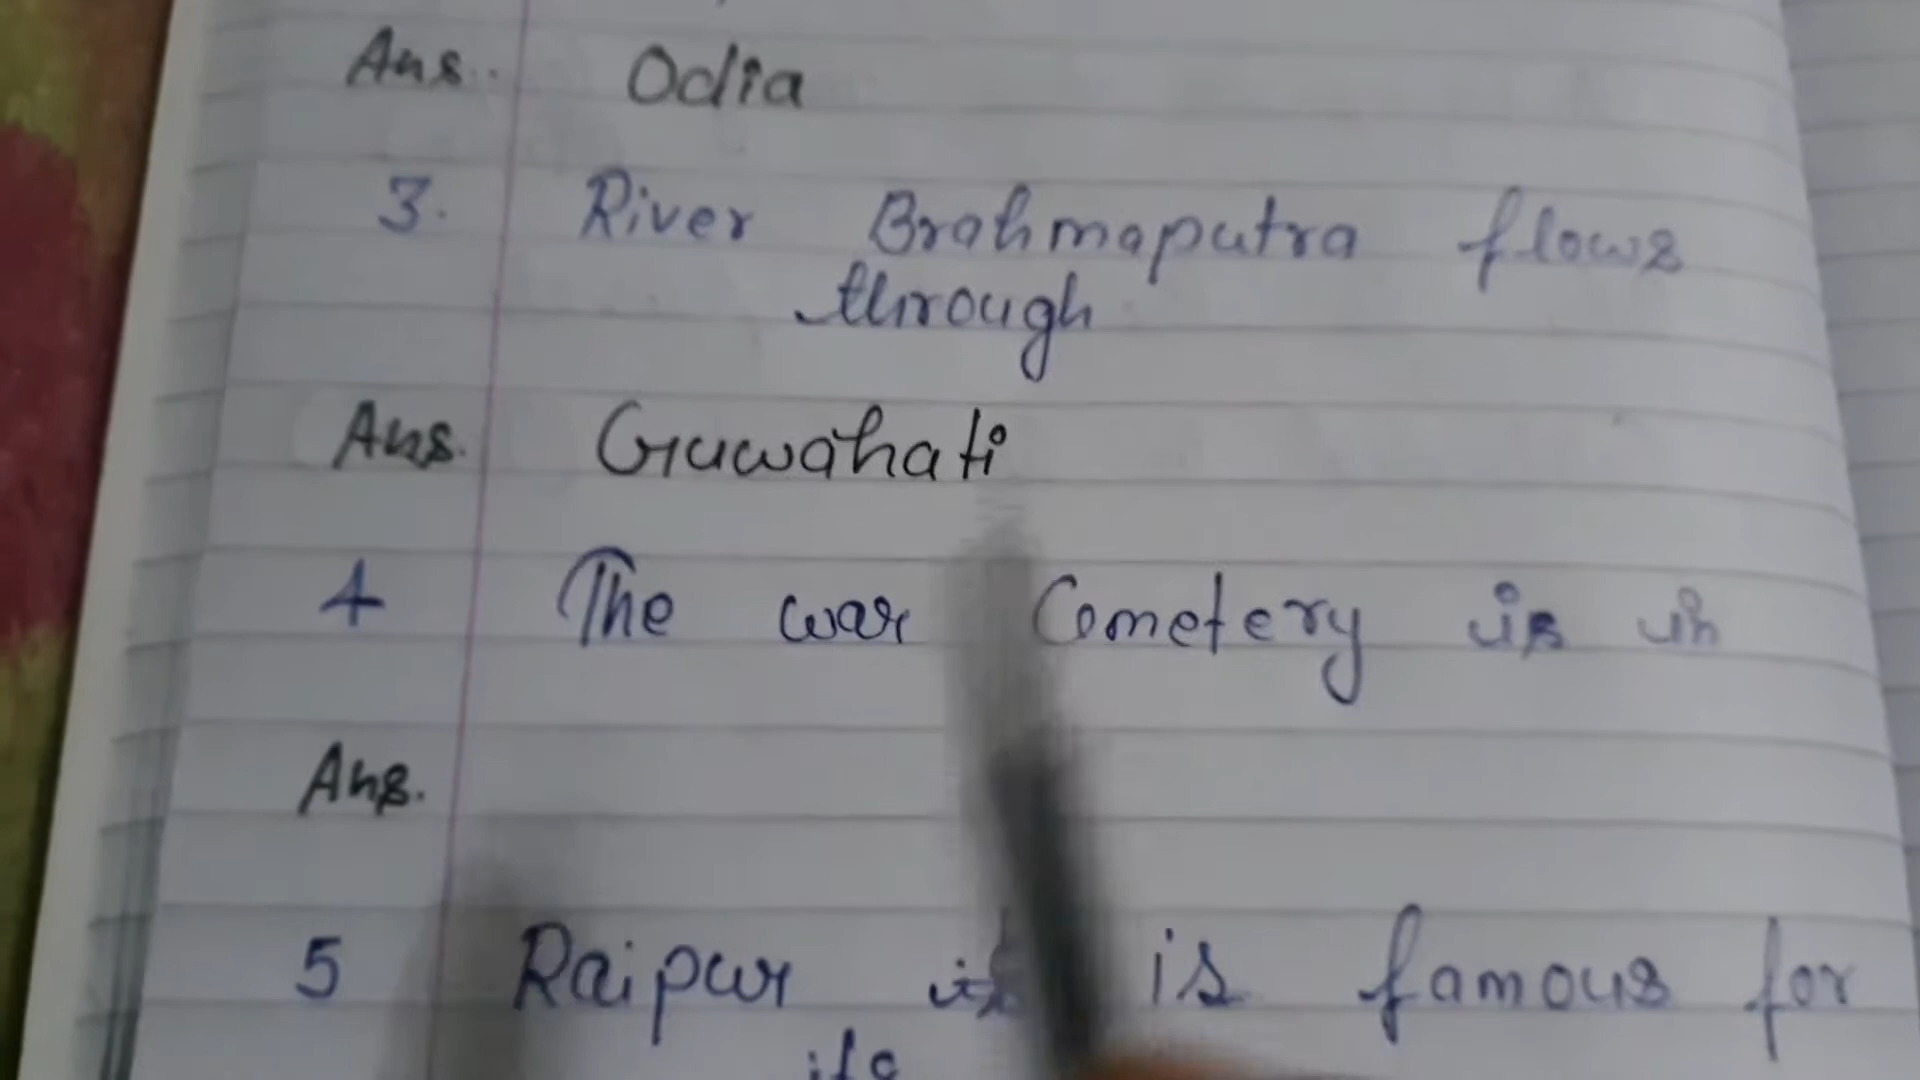 Ans. Odia
3. River Brahmaputra flows
through
Ans. Guwahati
4 The war Cemetery is in
Ans.
5 Raipur is famous for
its